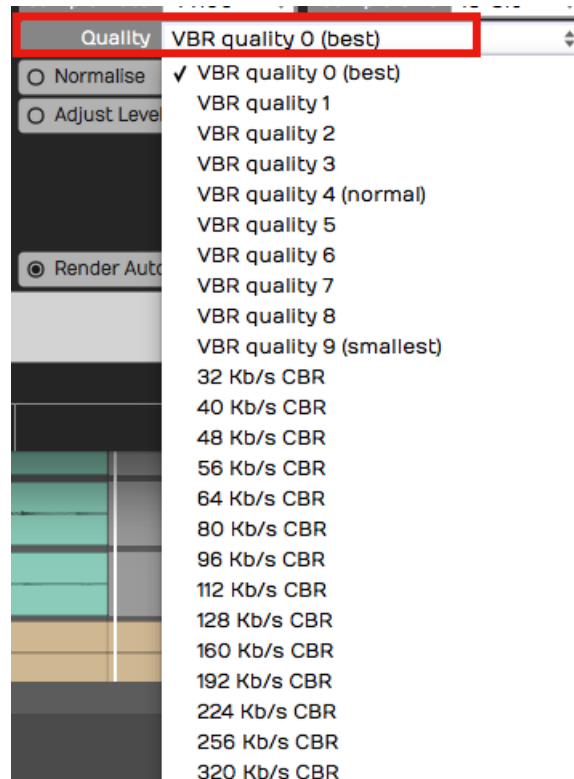 Quality VBR quality 0 (best)
Normalise ✓ VBR quality 0 (best)
VBR quality 1
Adjust Level
VBR quality 2
VBR quality 3
VBR quality 4 (normal)
VBR quality 5
VBR quality 6
Render Auto
VBR quality 7
VBR quality 8
VBR quality 9 (smallest)
32 Kb/s CBR
40 Kb/s CBR
48 Kb/s CBR
56 Kb/s CBR
64 Kb/s CBR
80 Kb/s CBR
96 Kb/s CBR
112 Kb/s CBR
128 Kb/s CBR
160 Kb/s CBR
192 Kb/s CBR
224 Kb/s CBR
256 Kb/s CBR
320 Kb/s CBR